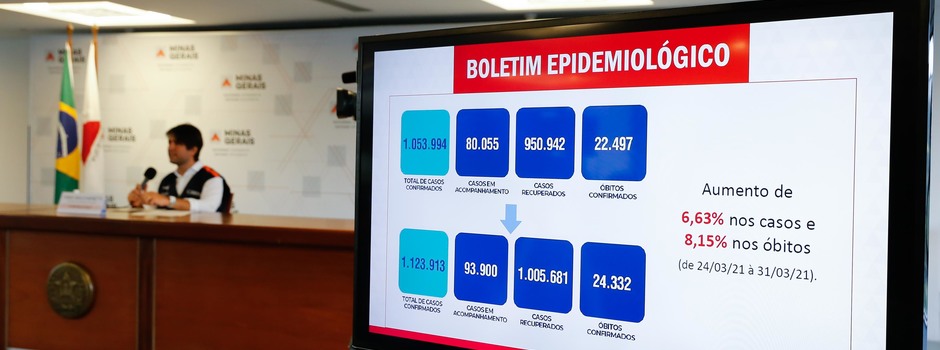 MINAS
GERAIS
MINAS
GERAIS
MINAS
GERAIS
MINAS
GERAIS
BOLETIM EPIDEMIOLÓGICO
1.053.994
80.055
950.942
22.497
TOTAL DE CASOS
CONFIRMADOS
CASOS EM
ACOMPANHAMENTO
CASOS
RECUPERADOS
ÓBITOS
CONFIRMADOS
1.123.913
93.900
1.005.681
24.332
TOTAL DE CASOS
CONFIRMADOS
CASOS EM
ACOMPANHAMENTO
CASOS
RECUPERADOS
ÓBITOS
CONFIRMADOS
Aumento de
6,63% nos casos e
8,15% nos óbitos
(de 24/03/21 à 31/03/21).